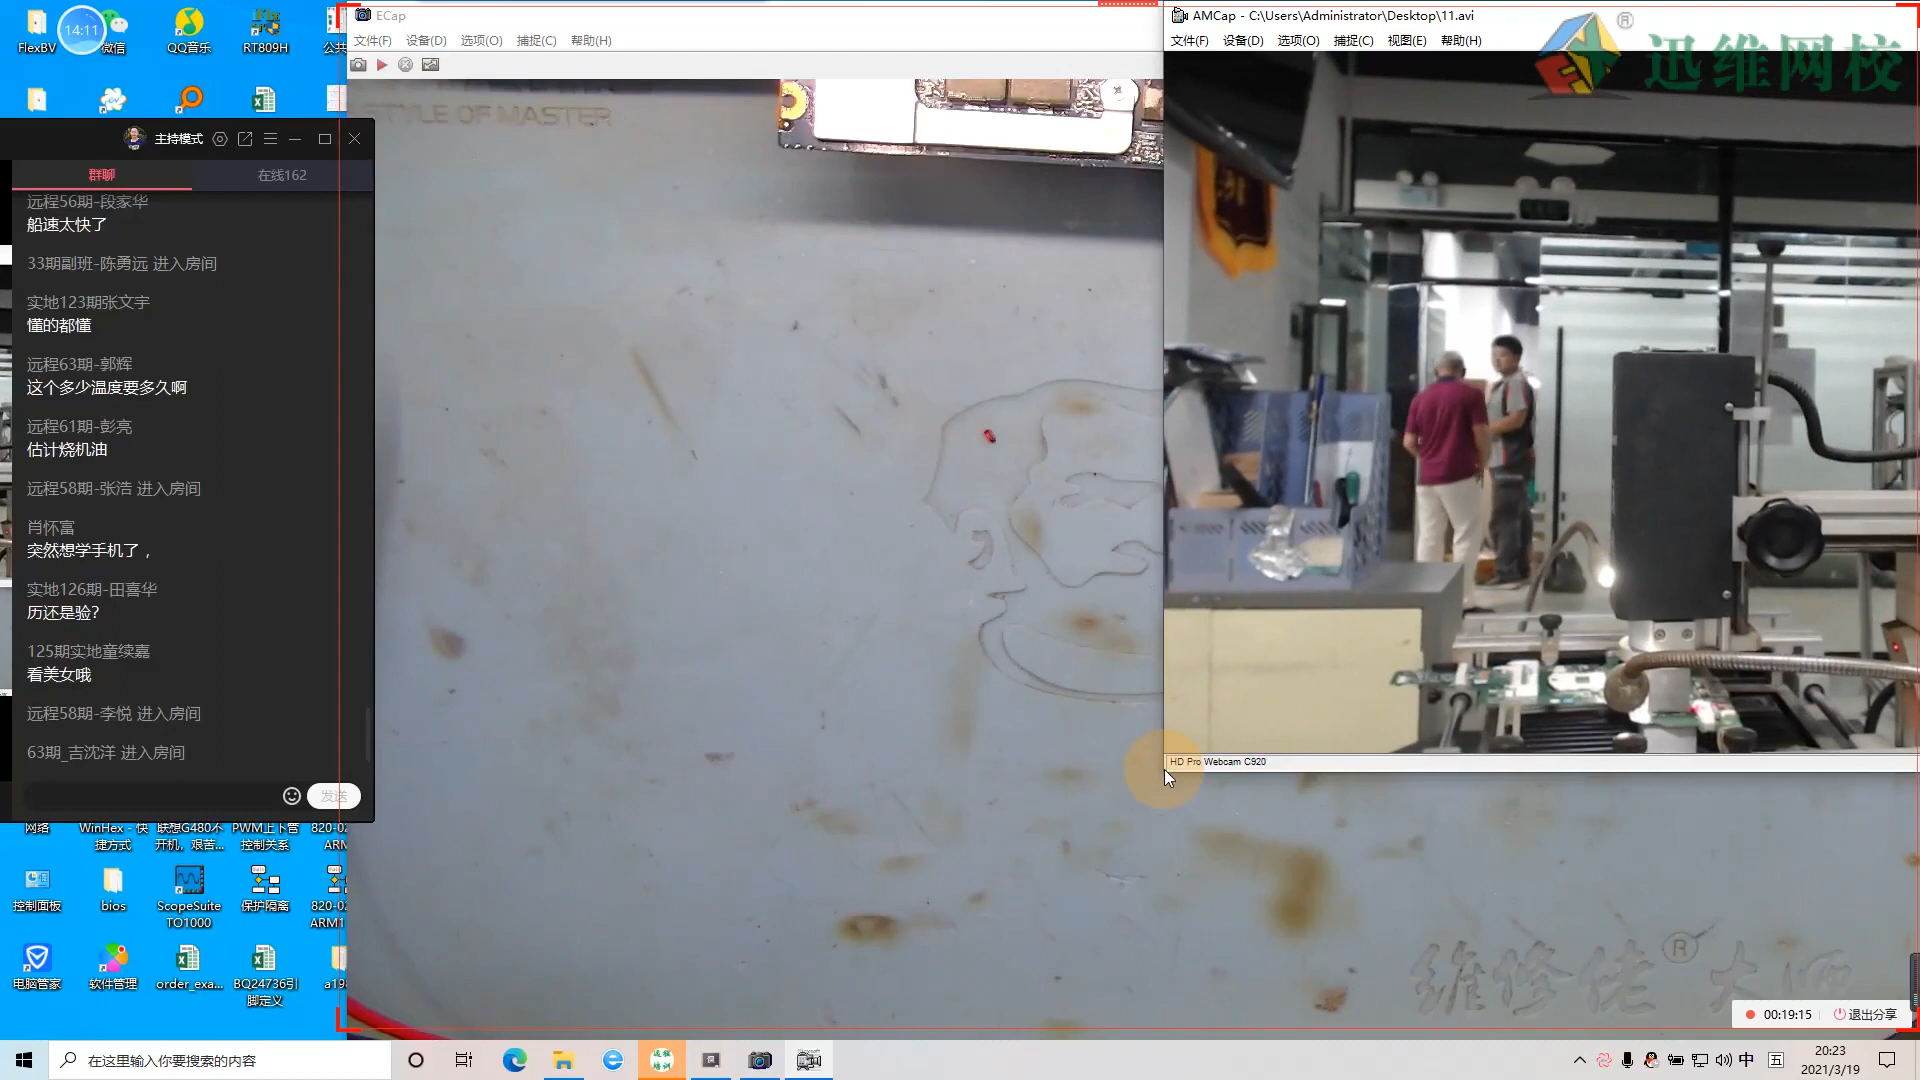 FlexBV
14:11
微信
QQ音乐
RT809H
公共
ECap
文件(F) 设备(D) 选项(O) 捕捉(C) 帮助(H)
AMCap - C:\Users\Administrator\Desktop\11.avi
文件(F) 设备(D) 选项(O) 捕捉(C) 视图(E) 帮助(H)
迅维网校
®
STYLE OF MASTER
主持模式
群聊
在线162
远程56期-段家华
船速太快了
33期副班-陈勇远 进入房间
实地123期张文宇
懂的都懂
远程63期-郭辉
这个多少温度要多久啊
远程61期-彭亮
估计烧机油
远程58期-张浩 进入房间
肖怀富
突然想学手机了，
实地126期-田喜华
历还是验?
125期实地童续嘉
看美女哦
远程58期-李悦 进入房间
63期_吉沈洋 进入房间
发送
HD Pro Webcam C920
网络
WinHex - 快捷方式
联想G480不开机，艰苦...
PWM上下管控制关系
820-02
ARM
控制面板
bios
ScopeSuite TO1000
保护隔离
820-02
ARM1
电脑管家
软件管理
order_exa...
BQ24736引脚定义
a19
维修佬®大师
00:19:15
退出分享
在这里输入你要搜索的内容
远程培训
中
五
20:23
2021/3/19